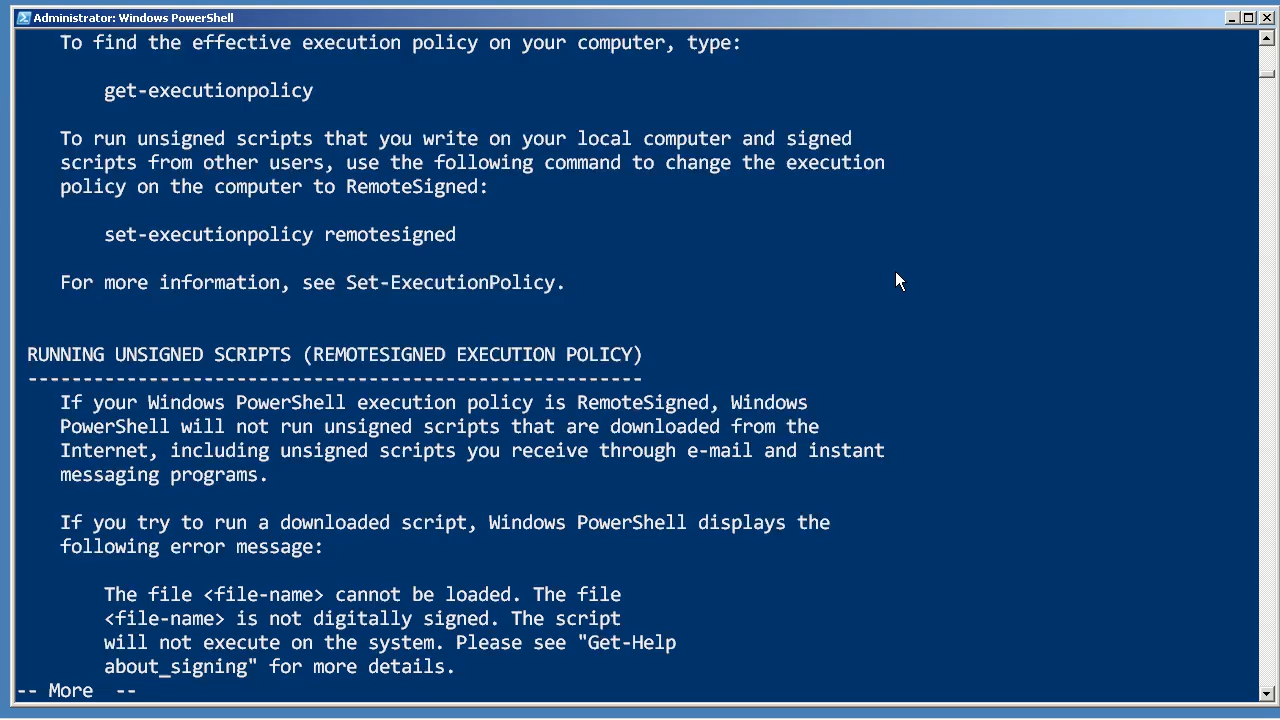 Administrator: Windows PowerShell
To find the effective execution policy on your computer, type:
get-executionpolicy
To run unsigned scripts that you write on your local computer and signed
scripts from other users, use the following command to change the execution
policy on the computer to RemoteSigned:
set-executionpolicy remotesigned
For more information, see Set-ExecutionPolicy.
RUNNING UNSIGNED SCRIPTS (REMOTESIGNED EXECUTION POLICY)
--------------------------------------------------------
If your Windows PowerShell execution policy is RemoteSigned, Windows
PowerShell will not run unsigned scripts that are downloaded from the
Internet, including unsigned scripts you receive through e-mail and instant
messaging programs.
If you try to run a downloaded script, Windows PowerShell displays the
following error message:
The file <file-name> cannot be loaded. The file
<file-name> is not digitally signed. The script
will not execute on the system. Please see "Get-Help
about_signing" for more details.
-- More  --